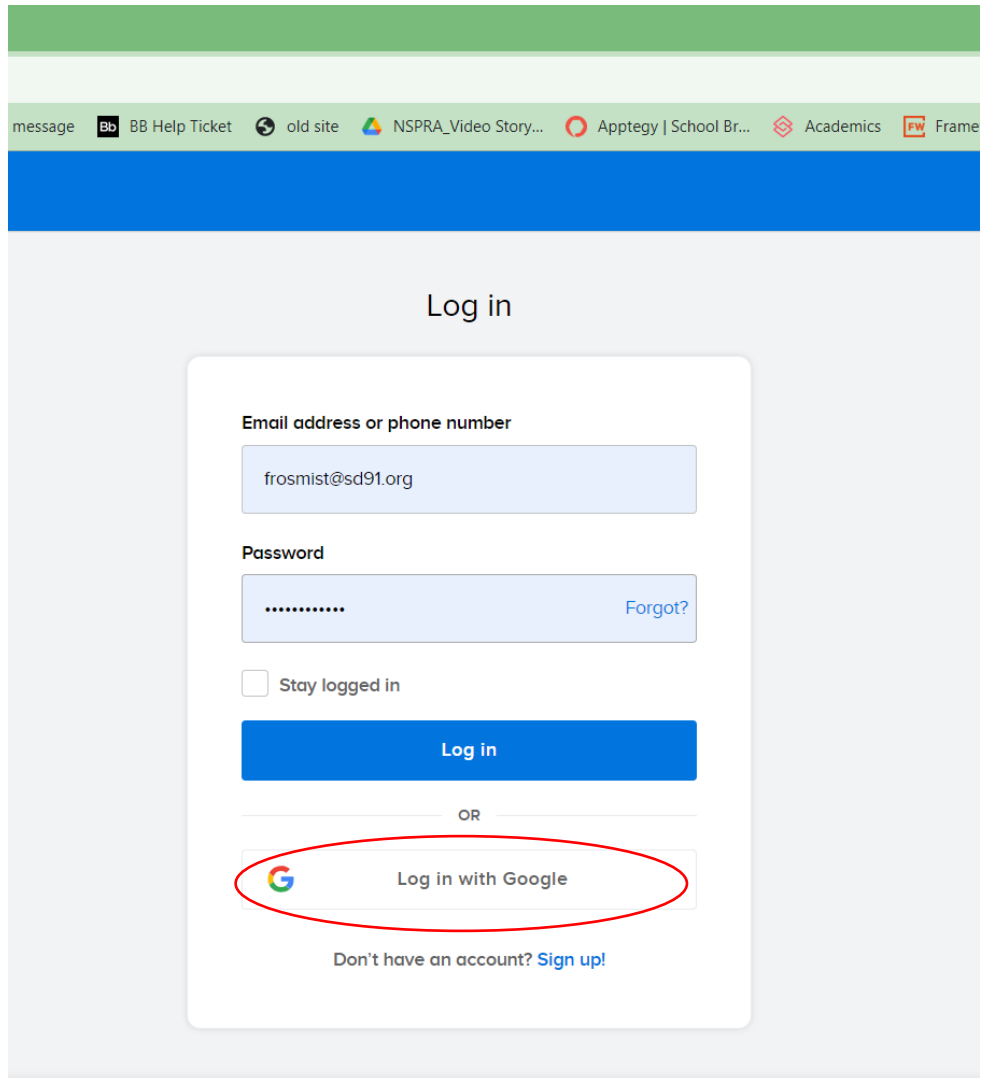 message Bb BB Help Ticket old site NSPRA_Video Story... Apptegy | School Br... Academics FW Frame
Log in
Email address or phone number
frosmist@sd91.org
Password
•••••••••••• Forgot?
Stay logged in
Log in
OR
G Log in with Google
Don't have an account? Sign up!